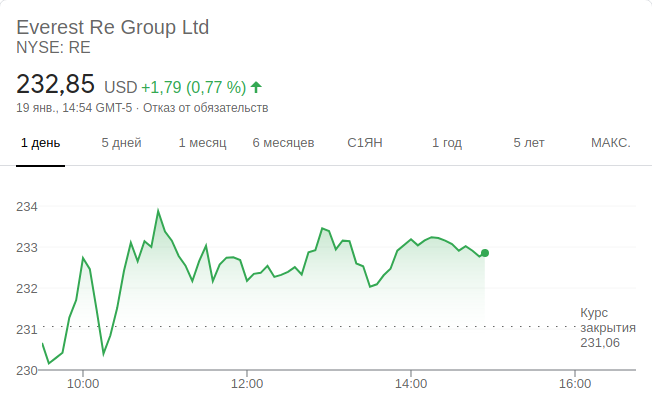 Everest Re Group Ltd
NYSE: RE
232,85 USD +1,79 (0,77 %)
19 янв., 14:54 GMT-5 · Отказ от обязательств
1 день 5 дней 1 месяц 6 месяцев С1ЯН 1 год 5 лет МАКС.
234
233
232
231
230
Курс
закрытия
231,06
10:00 12:00 14:00 16:00